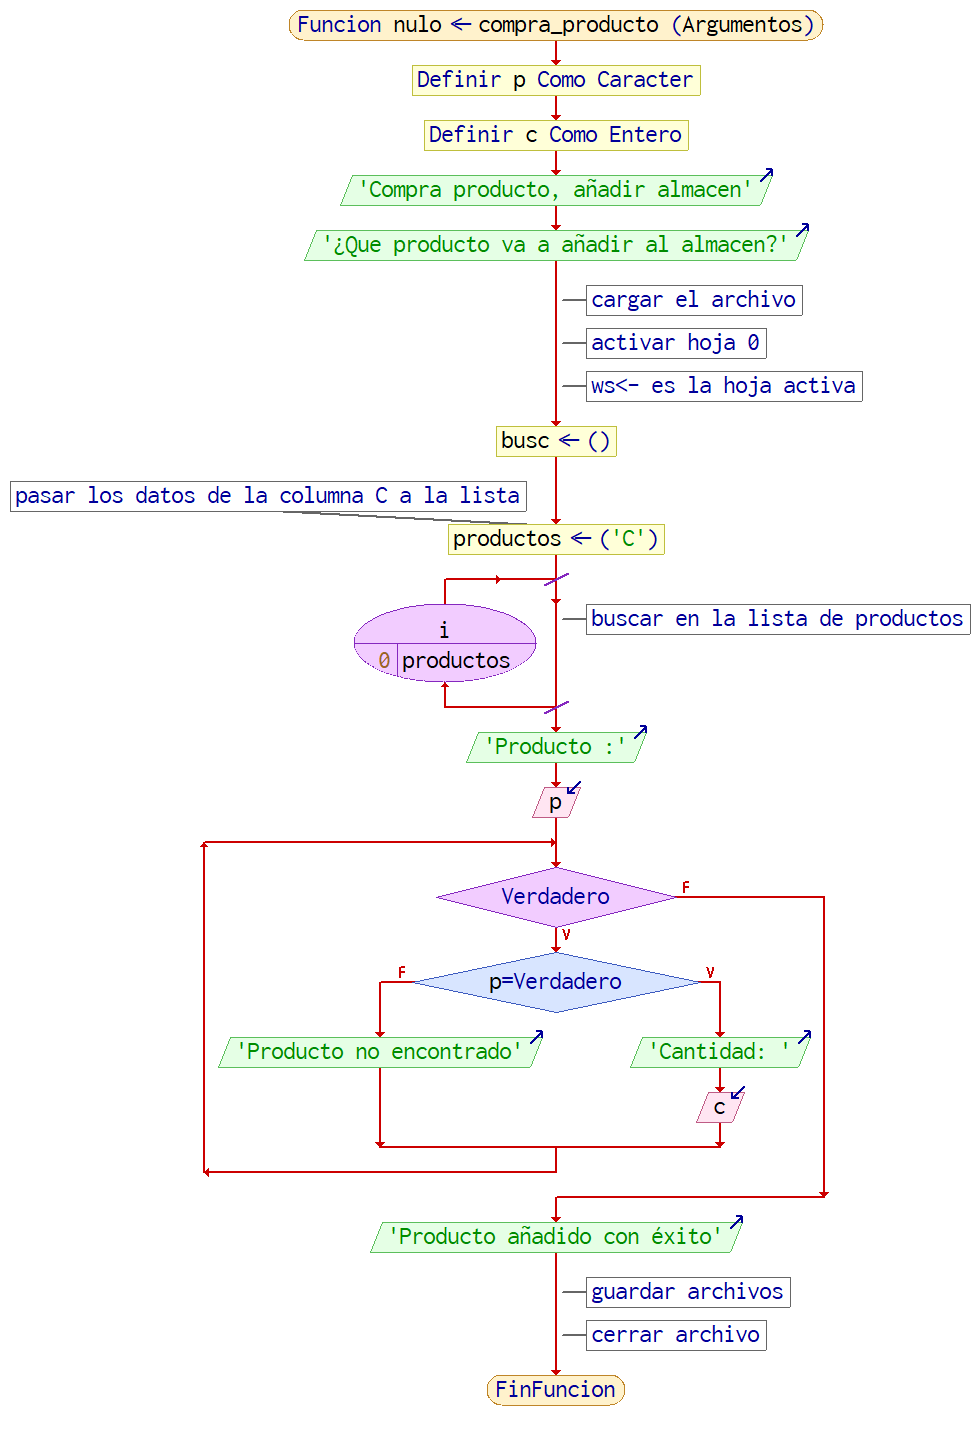 Funcion nulo ← compra_producto (Argumentos)
Definir p Como Caracter
Definir c Como Entero
'Compra producto, añadir almacen'
'¿Que producto va a añadir al almacen?'
cargar el archivo
activar hoja 0
ws<- es la hoja activa
busc ← ()
pasar los datos de la columna C a la lista
productos ← ('C')
buscar en la lista de productos
i
0 productos
'Producto :'
p
Verdadero
F
V
p=Verdadero
F
V
'Producto no encontrado'
'Cantidad: '
c
'Producto añadido con éxito'
guardar archivos
cerrar archivo
FinFuncion